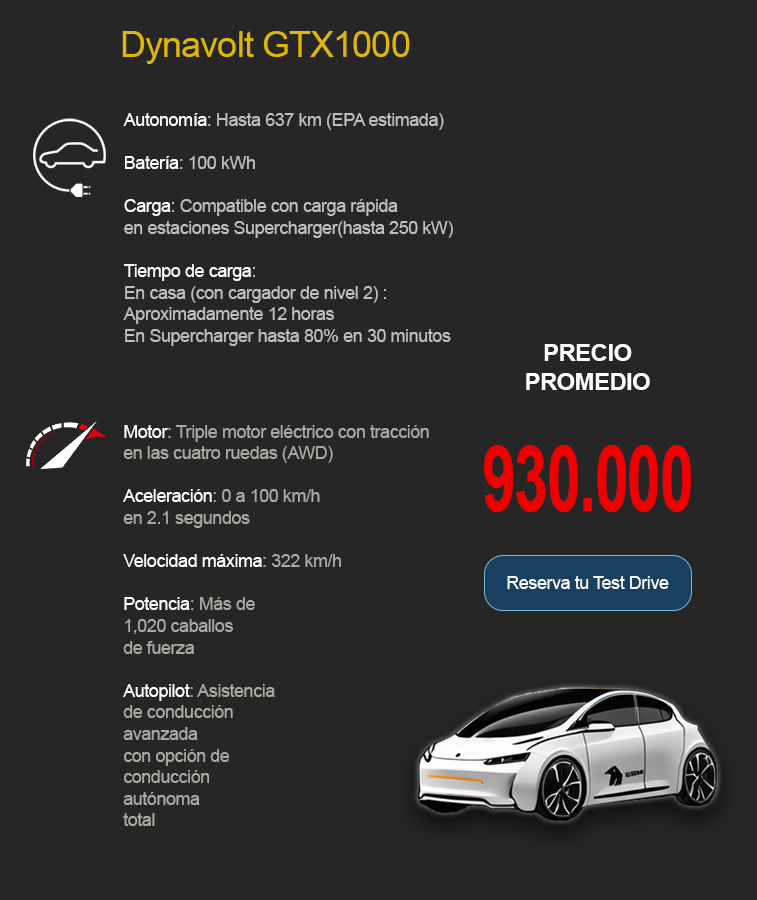 Dynavolt GTX1000
Autonomía: Hasta 637 km (EPA estimada)
Batería: 100 kWh
Carga: Compatible con carga rápida
en estaciones Supercharger(hasta 250 kW)
Tiempo de carga:
En casa (con cargador de nivel 2) :
Aproximadamente 12 horas
En Supercharger hasta 80% en 30 minutos
Motor: Triple motor eléctrico con tracción
en las cuatro ruedas (AWD)
Aceleración: 0 a 100 km/h
en 2.1 segundos
Velocidad máxima: 322 km/h
Potencia: Más de
1,020 caballos
de fuerza
Autopilot: Asistencia
de conducción
avanzada
con opción de
conducción
autónoma
total
PRECIO
PROMEDIO
930.000
Reserva tu Test Drive